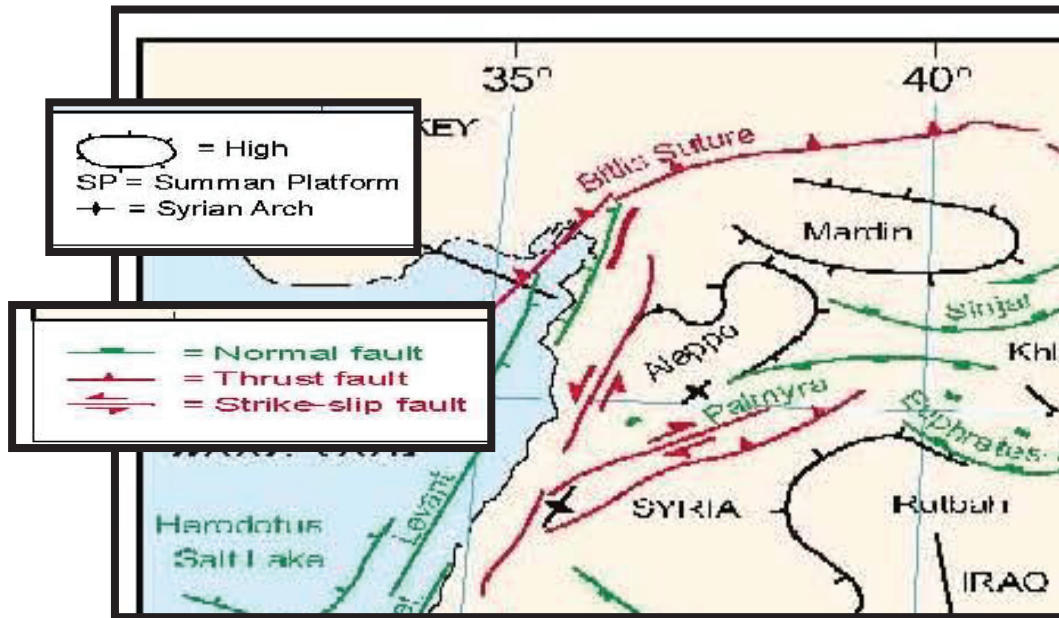 35°
40°
KEY
Bitlis Suture
= High
SP = Summan Platform
= Syrian Arch
Mardin
Sinjar
= Normal fault
= Thrust fault
= Strike-slip fault
Aleppo
Palmyra
Euphrates
Levant
Herodotus
Salt Lake
SYRIA
Rutbah
IRAQ